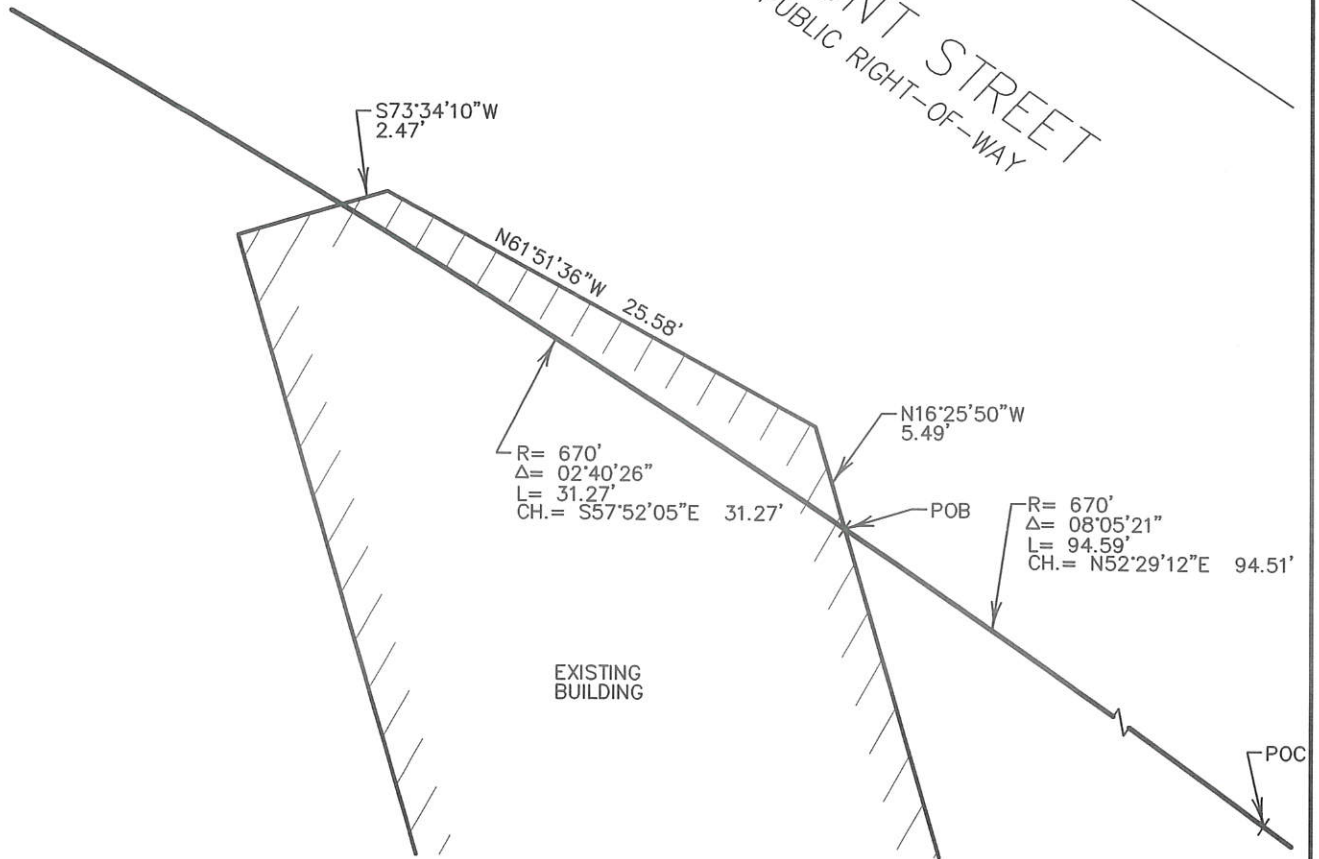 STREET
PUBLIC RIGHT-OF-WAY
S73°34'10"W
2.47'
N61°51'36"W 25.58'
N16°25'50"W
5.49'
R= 670'
Δ= 02°40'26"
L= 31.27'
CH.= S57°52'05"E 31.27'
POB
R= 670'
Δ= 08°05'21"
L= 94.59'
CH.= N52°29'12"E 94.51'
EXISTING
BUILDING
POC